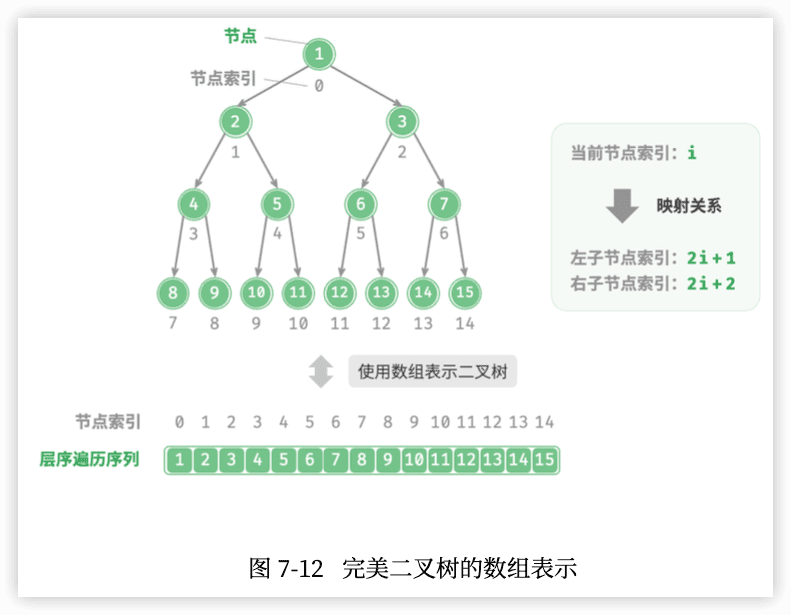 节点
1
节点索引
0
2 3
1 2
当前节点索引：i
映射关系
左子节点索引：2i+1
右子节点索引：2i+2
4 5 6 7
3 4 5 6
8 9 10 11 12 13 14 15
7 8 9 10 11 12 13 14
使用数组表示二叉树
节点索引 0 1 2 3 4 5 6 7 8 9 10 11 12 13 14
层序遍历序列 1 2 3 4 5 6 7 8 9 10 11 12 13 14 15
图 7-12 完美二叉树的数组表示